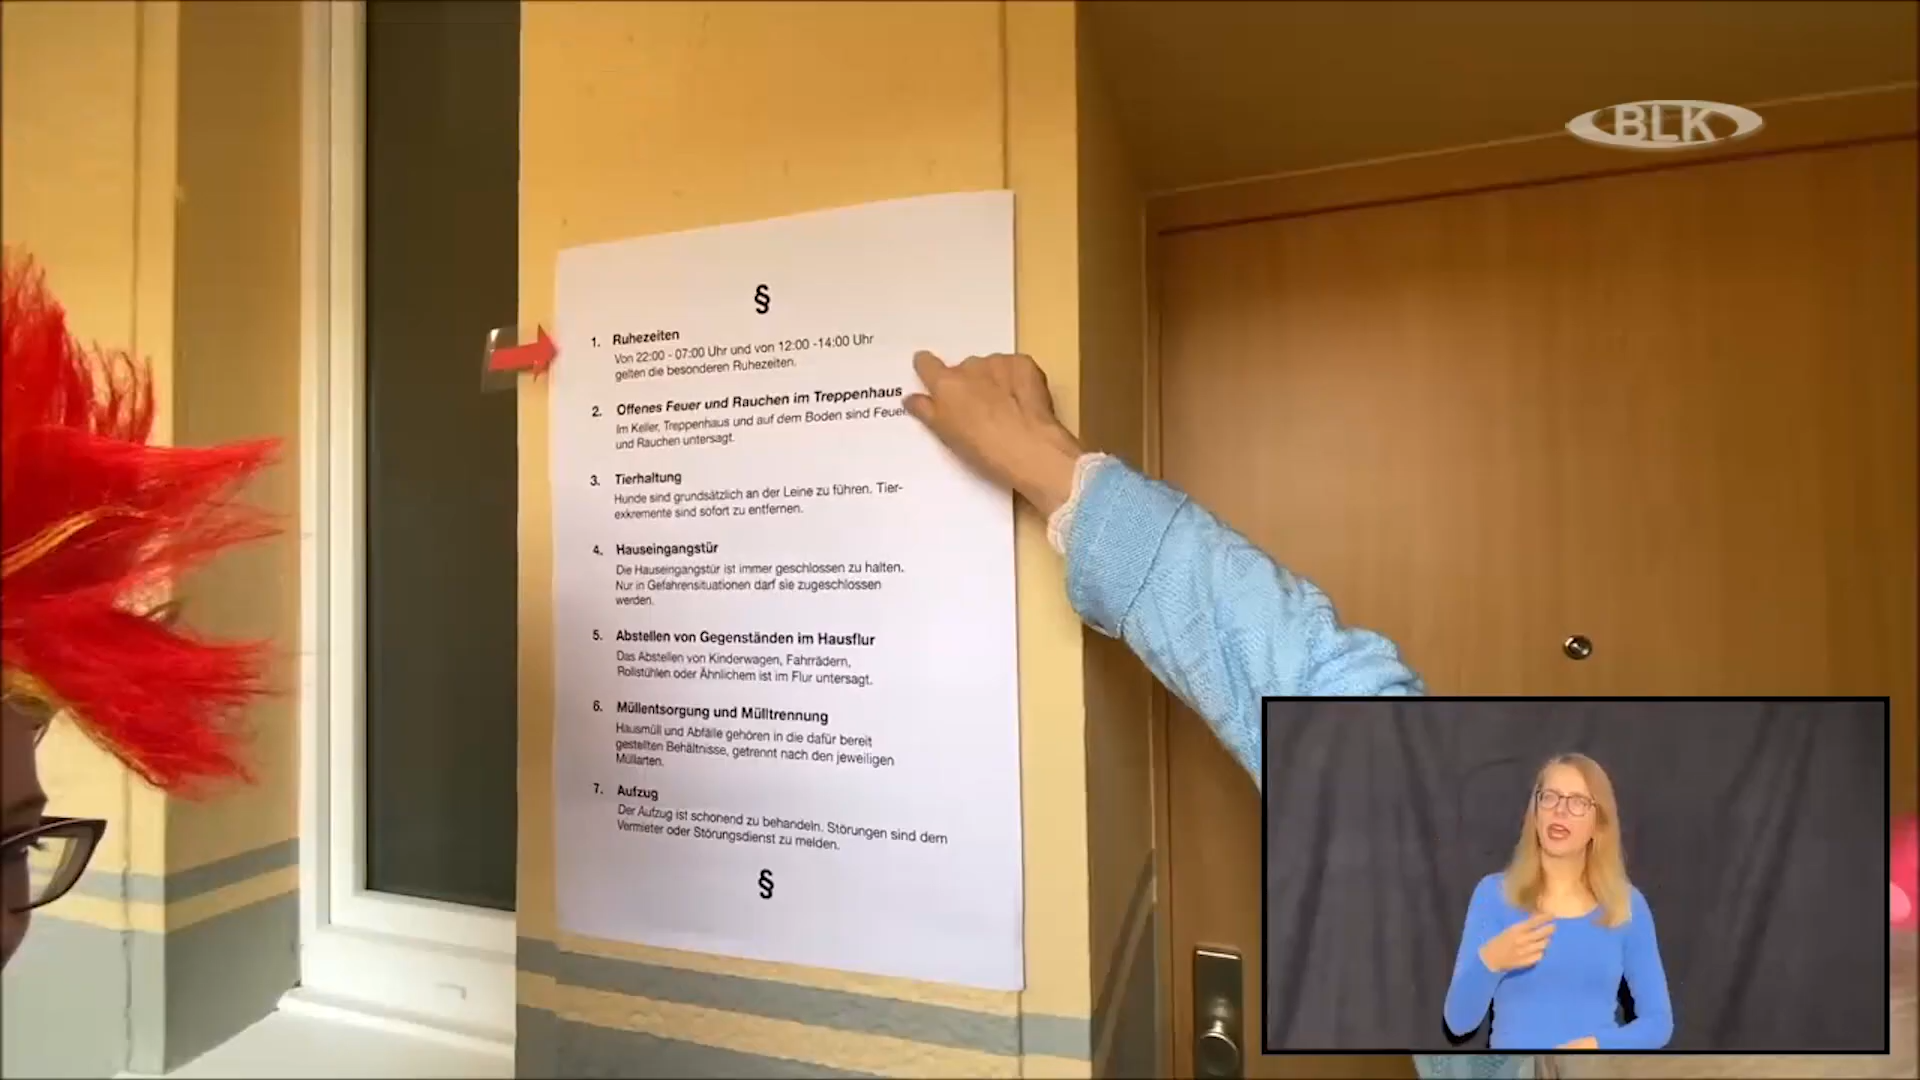 BLK
§
1. Ruhezeiten
Von 22:00 - 07:00 Uhr und von 12:00 -14:00 Uhr
gelten die besonderen Ruhezeiten.
2. Offenes Feuer und Rauchen im Treppenhaus
Im Keller, Treppenhaus und auf dem Boden sind Feuer
und Rauchen untersagt.
3. Tierhaltung
Hunde sind grundsätzlich an der Leine zu führen. Tier-
exkremente sind sofort zu entfernen.
4. Hauseingangstür
Die Hauseingangstür ist immer geschlossen zu halten.
Nur in Gefahrensituationen darf sie zugeschlossen
werden.
5. Abstellen von Gegenständen im Hausflur
Das Abstellen von Kinderwagen, Fahrrädern,
Rollstühlen oder Ähnlichem ist im Flur untersagt.
6. Müllentsorgung und Mülltrennung
Hausmüll und Abfälle gehören in die dafür bereit
gestellten Behältnisse, getrennt nach den jeweiligen
Müllarten.
7. Aufzug
Der Aufzug ist schonend zu behandeln. Störungen sind dem
Vermieter oder Störungsdienst zu melden.
§